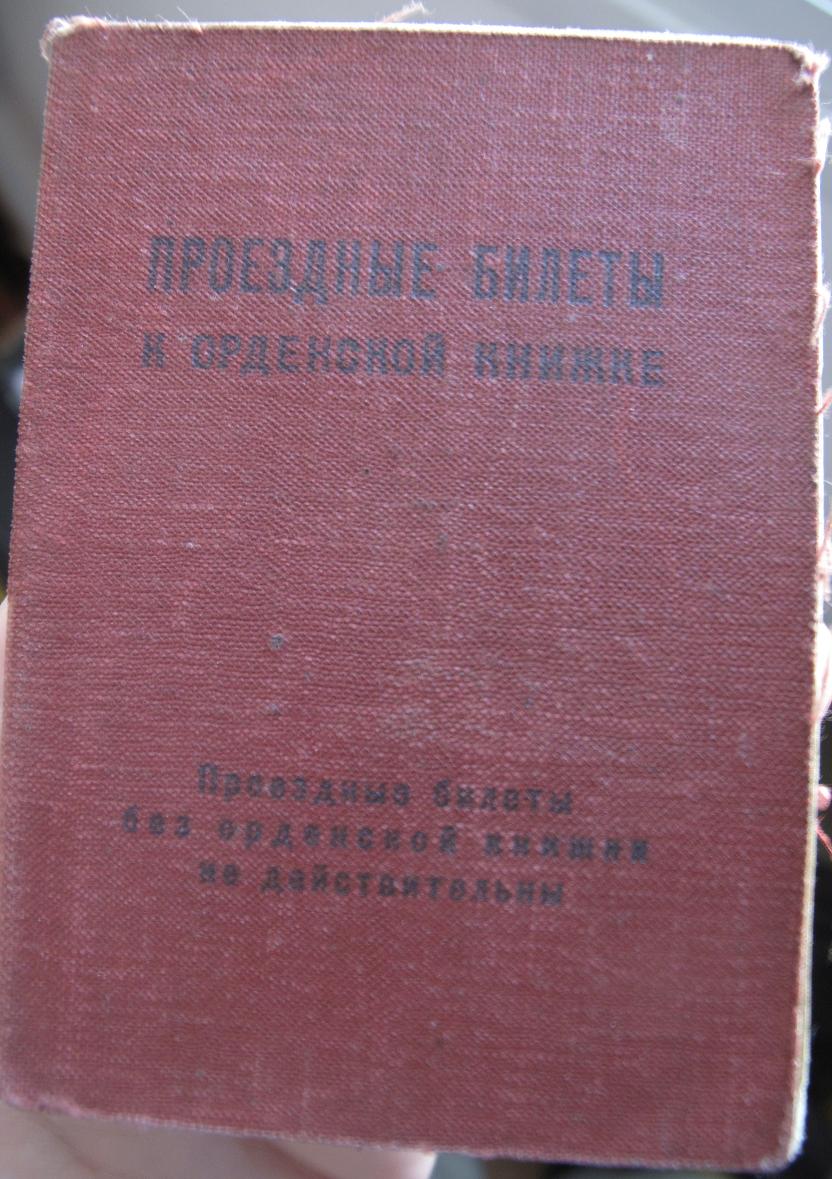 ПРОЕЗДНЫЕ БИЛЕТЫ
К ОРДЕНСКОЙ КНИЖКЕ
Проездные билеты
без орденской книжки
не действительны